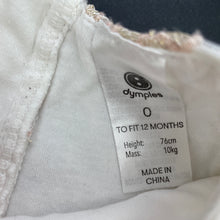 dymples
0
TO FIT 12 MONTHS
Height: 76cm
Mass: 10kg
MADE IN
CHINA